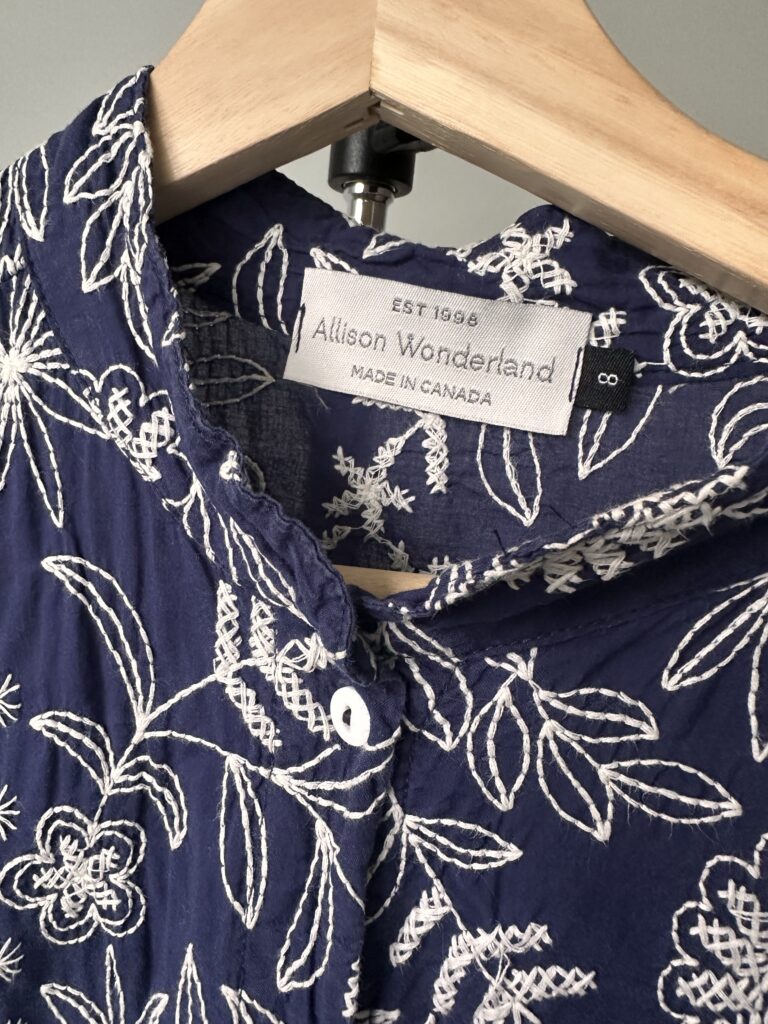 EST 1998
Allison Wonderland
MADE IN CANADA
8